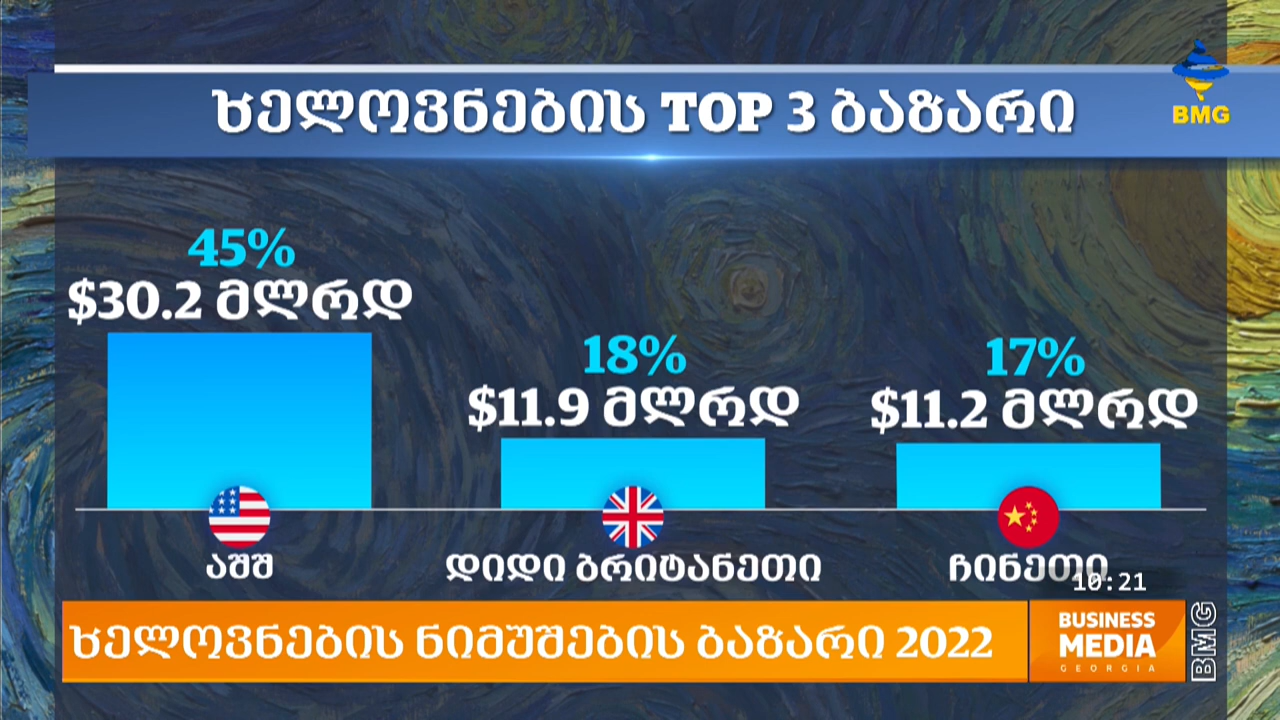 ხელოვნების TOP 3 ბაზარი
BMG
45%
$30.2 მლრდ
18%
$11.9 მლრდ
17%
$11.2 მლრდ
აშშ
დიდი ბრიტანეთი
ჩინეთი
10:21
ხელოვნების ნიმუშების ბაზარი 2022
BUSINESS
MEDIA
GEORGIA
BMG